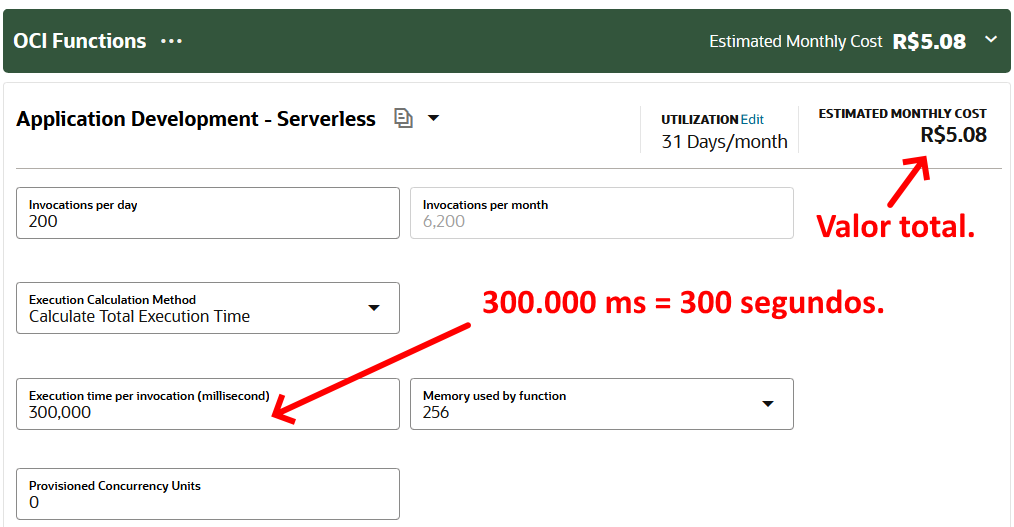 OCI Functions ...
Estimated Monthly Cost R$5.08
Application Development - Serverless
UTILIZATION Edit
31 Days/month
ESTIMATED MONTHLY COST
R$5.08
Valor total.
Invocations per day
200
Invocations per month
6,200
Execution Calculation Method
Calculate Total Execution Time
300.000 ms = 300 segundos.
Execution time per invocation (millisecond)
300,000
Memory used by function
256
Provisioned Concurrency Units
0